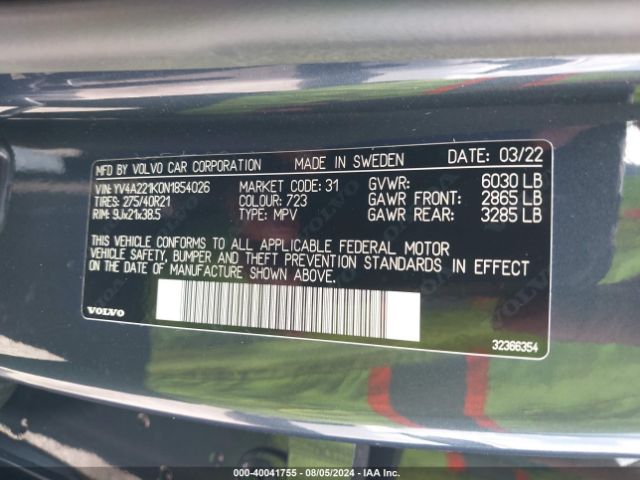 MFD BY VOLVO CAR CORPORATION MADE IN SWEDEN DATE: 03/22
VIN: YV4A221K0N1854026 MARKET CODE: 31 GVWR: 6030 LB
TIRES: 275/40R21 COLOUR: 723 GAWR FRONT: 2865 LB
RIM: 9Jx21x38.5 TYPE: MPV GAWR REAR: 3285 LB
THIS VEHICLE CONFORMS TO ALL APPLICABLE FEDERAL MOTOR
VEHICLE SAFETY, BUMPER AND THEFT PREVENTION STANDARDS IN EFFECT
ON THE DATE OF MANUFACTURE SHOWN ABOVE.
VOLVO
32366354
000-40041755 - 08/05/2024 - IAA Inc.